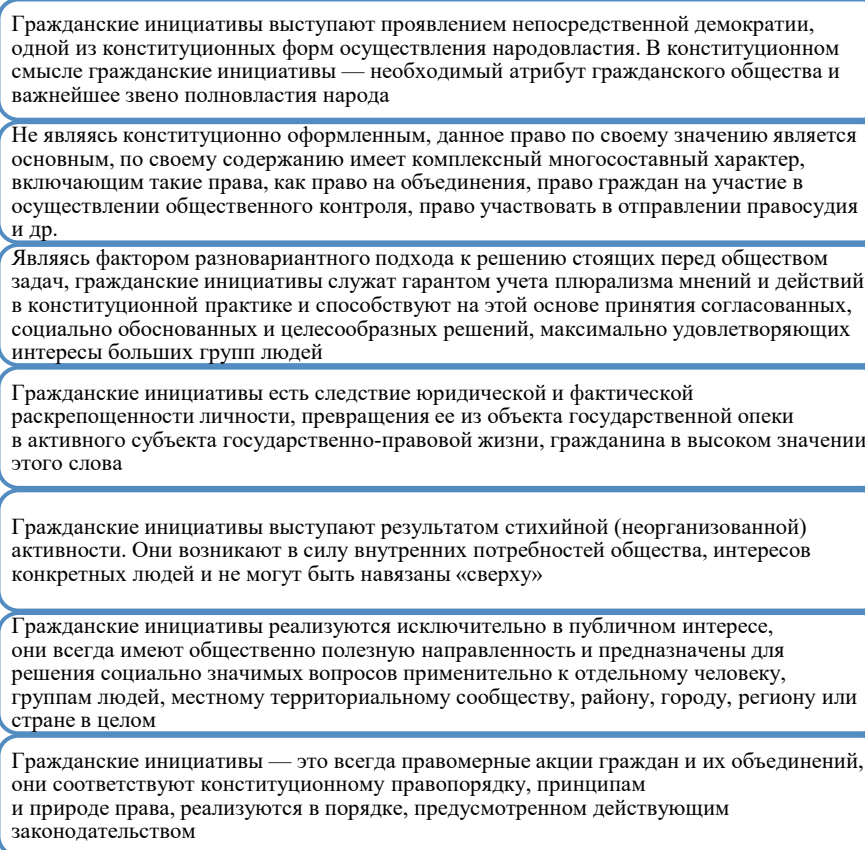 Гражданские инициативы выступают проявлением непосредственной демократии,
одной из конституционных форм осуществления народовластия. В конституционном
смысле гражданские инициативы — необходимый атрибут гражданского общества и
важнейшее звено полновластия народа
Не являясь конституционно оформленным, данное право по своему значению является
основным, по своему содержанию имеет комплексный многосоставный характер,
включающим такие права, как право на объединения, право граждан на участие в
осуществлении общественного контроля, право участвовать в отправлении правосудия
и др.
Являясь фактором разновариантного подхода к решению стоящих перед обществом
задач, гражданские инициативы служат гарантом учета плюрализма мнений и действий
в конституционной практике и способствуют на этой основе принятия согласованных,
социально обоснованных и целесообразных решений, максимально удовлетворяющих
интересы больших групп людей
Гражданские инициативы есть следствие юридической и фактической
раскрепощенности личности, превращения ее из объекта государственной опеки
в активного субъекта государственно-правовой жизни, гражданина в высоком значении
этого слова
Гражданские инициативы выступают результатом стихийной (неорганизованной)
активности. Они возникают в силу внутренних потребностей общества, интересов
конкретных людей и не могут быть навязаны «сверху»
Гражданские инициативы реализуются исключительно в публичном интересе,
они всегда имеют общественно полезную направленность и предназначены для
решения социально значимых вопросов применительно к отдельному человеку,
группам людей, местному территориальному сообществу, району, городу, региону или
стране в целом
Гражданские инициативы — это всегда правомерные акции граждан и их объединений,
они соответствуют конституционному правопорядку, принципам
и природе права, реализуются в порядке, предусмотренном действующим
законодательством